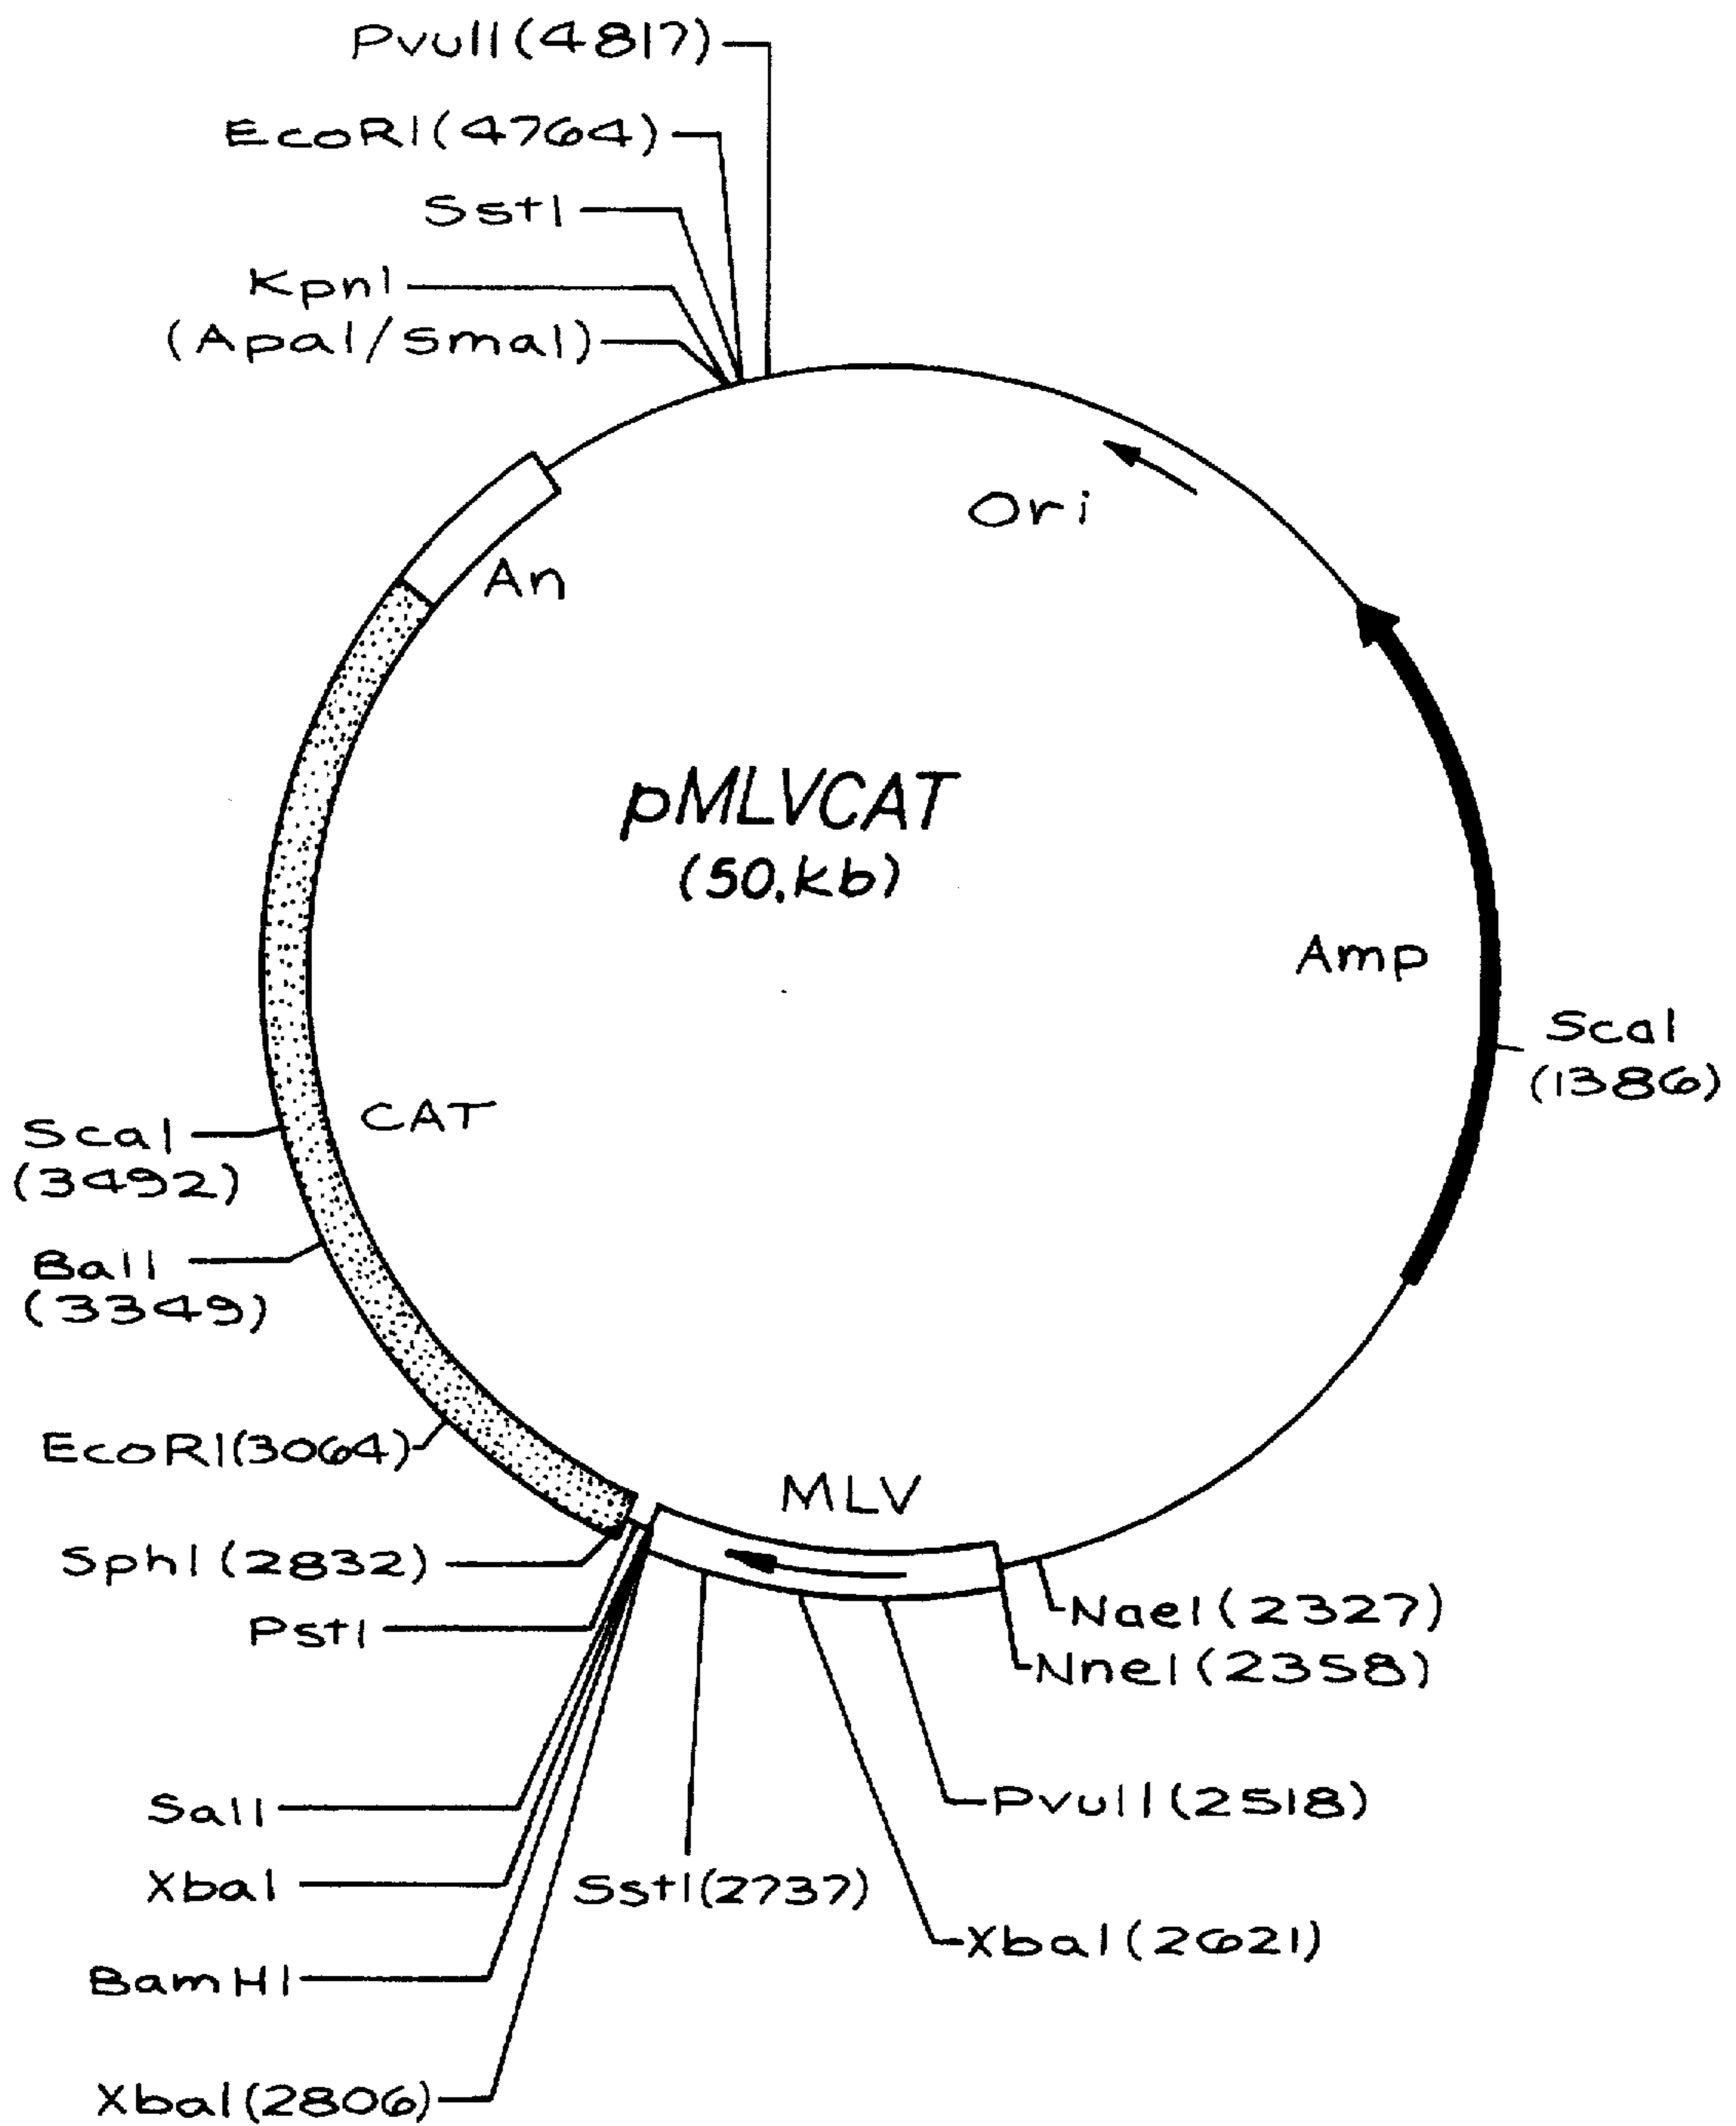 PvuII(4817)
EcoRI(4764)
SstI
KpnI
(ApaI/SmaI)
Ori
An
pMLVCAT
(50.kb)
Amp
ScaI
(1386)
CAT
ScaI
(3492)
BalI
(3349)
EcoRI(3064)
MLV
SphI(2832)
PstI
NaeI(2327)
NneI(2358)
SalI
PvuII(2518)
XbaI
SstI(2737)
XbaI(2621)
BamHI
XbaI(2806)